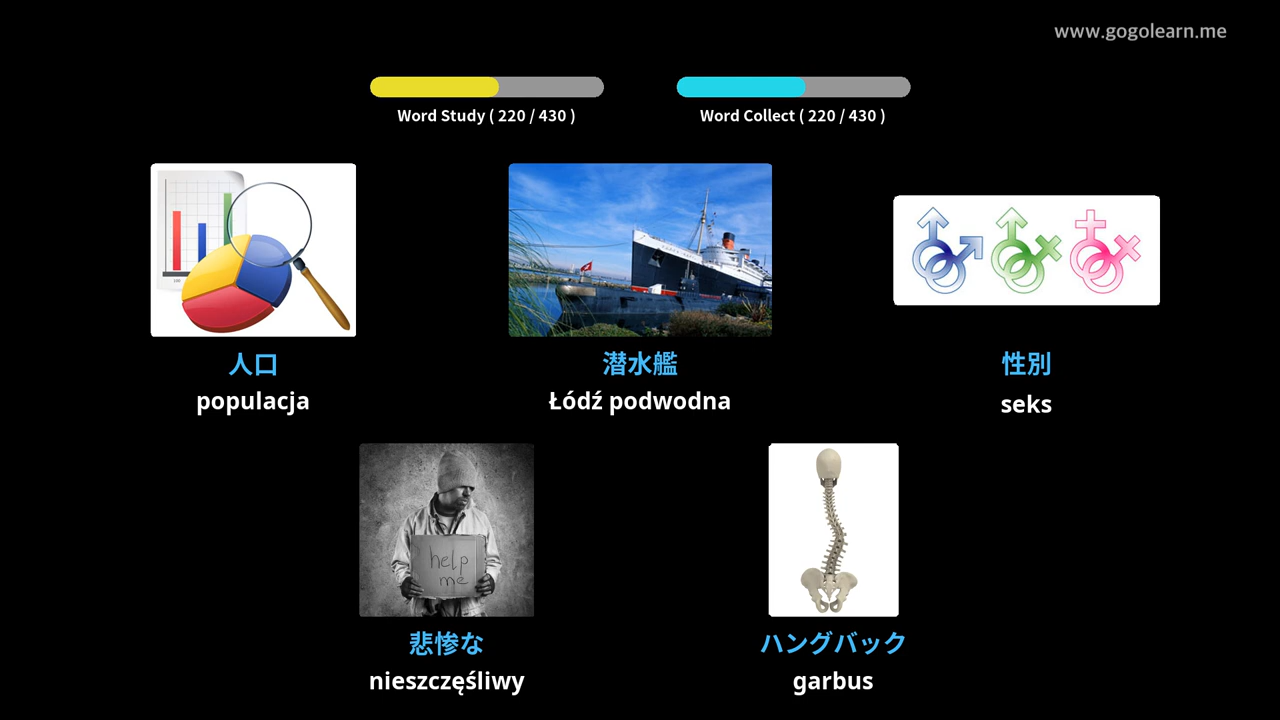 www.gogolearn.me
Word Study ( 220 / 430 )
Word Collect ( 220 / 430 )
人口
populacja
潜水艦
Łódź podwodna
性別
seks
help
me
悲惨な
nieszczęśliwy
ハングバック
garbus